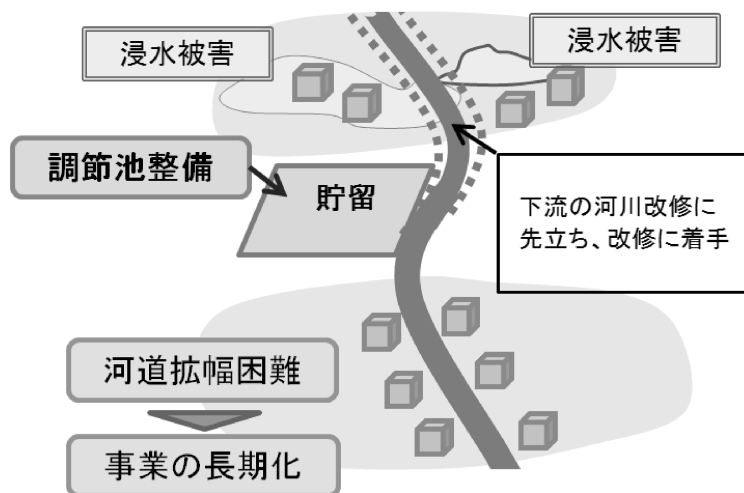 浸水被害
浸水被害
調節池整備
貯留
下流の河川改修に
先立ち、改修に着手
河道拡幅困難
事業の長期化